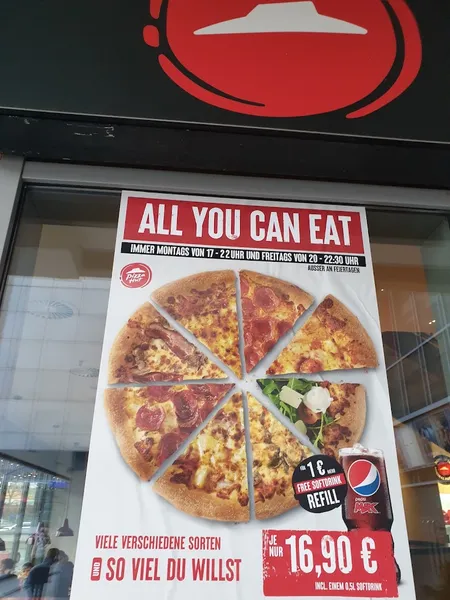 ALL YOU CAN EAT
IMMER MONTAGS VON 17 - 22 UHR UND FREITAGS VON 20 - 22:30 UHR
AUSSER AN FEIERTAGEN
Pizza Hut
FÜR 1 € MEHR
FREE SOFTDRINK
REFILL
pepsi
MAX
VIELE VERSCHIEDENE SORTEN
UND SO VIEL DU WILLST
JE NUR 16,90 €
INCL. EINEM 0,5L SOFTDRINK